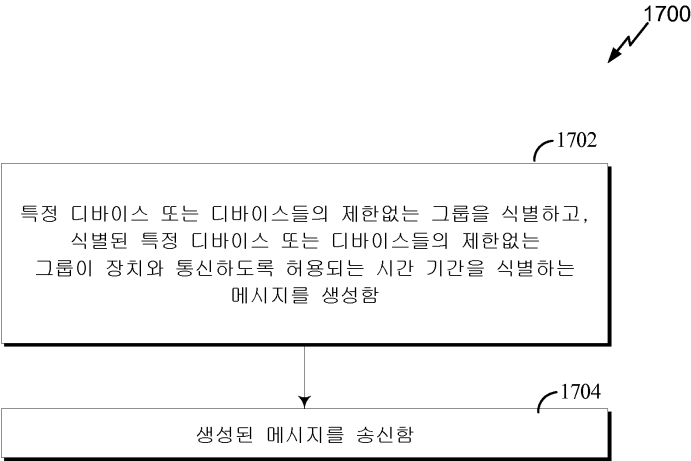 1700
1702
특정 디바이스 또는 디바이스들의 제한없는 그룹을 식별하고,
식별된 특정 디바이스 또는 디바이스들의 제한없는
그룹이 장치와 통신하도록 허용되는 시간 기간을 식별하는
메시지를 생성함
1704
생성된 메시지를 송신함